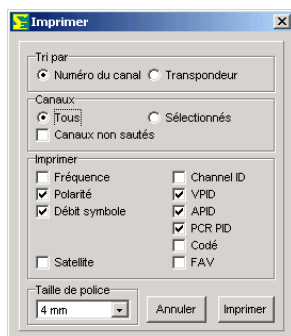 Imprimer
Tri par
Numéro du canal Transpondeur
Canaux
Tous Sélectionnés
Canaux non sautés
Imprimer
Fréquence Channel ID
Polarité VPID
Débit symbole APID
PCR PID
Codé
Satellite FAV
Taille de police
4 mm Annuler Imprimer